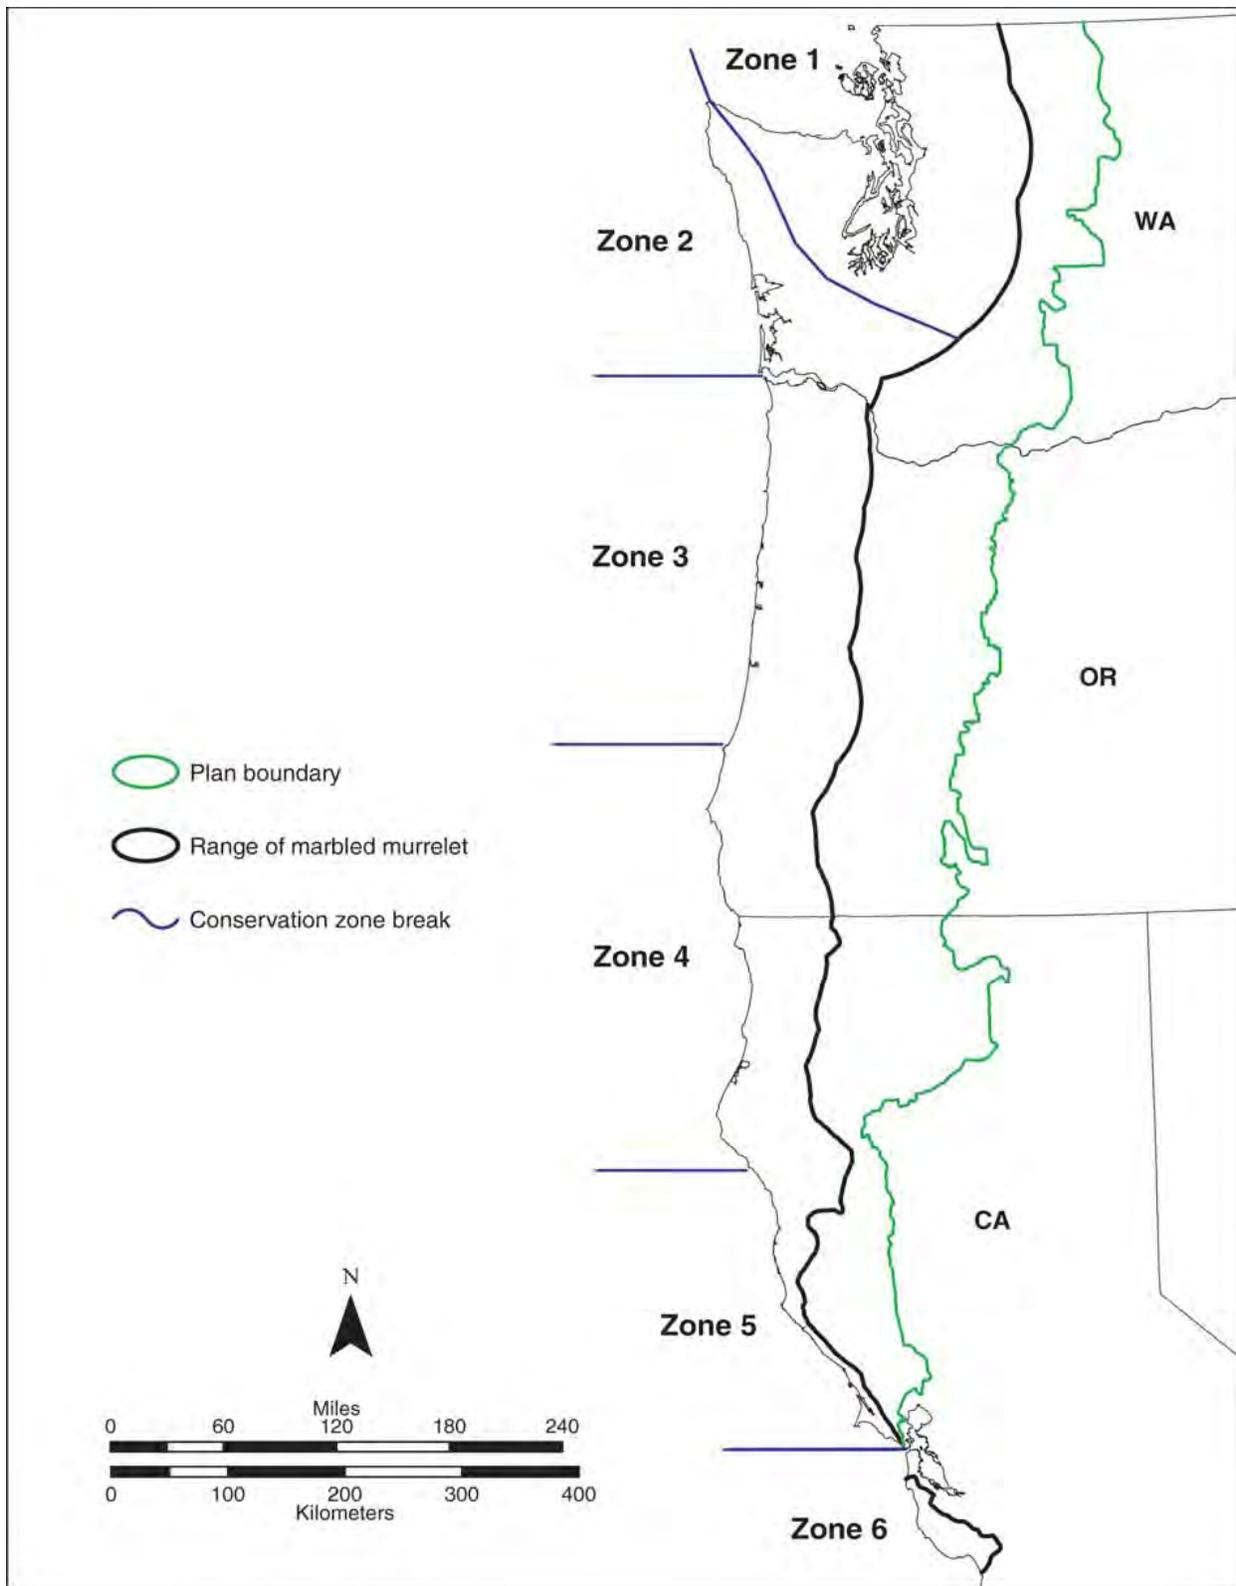 Zone 1
WA
Zone 2
Zone 3
OR
Plan boundary
Range of marbled murrelet
Conservation zone break
Zone 4
CA
N
Zone 5
Miles
0 60 120 180 240
0 100 200 300 400
Kilometers
Zone 6